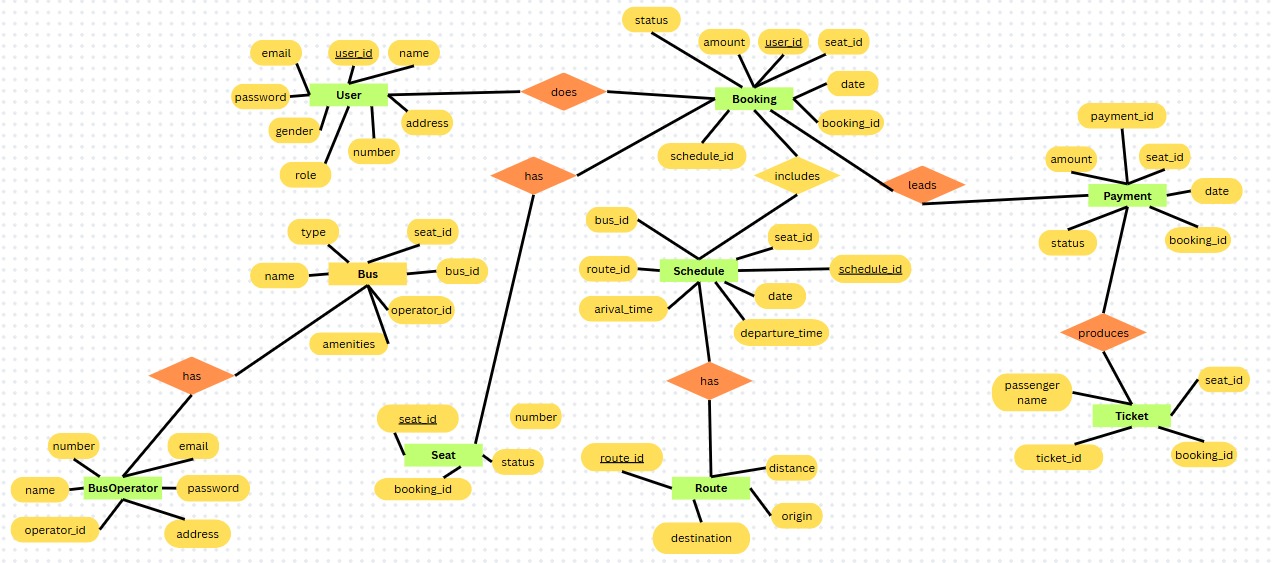 status
email
user_id
name
amount
user_id
seat_id
password
User
does
Booking
date
gender
address
booking_id
number
role
schedule_id
has
includes
leads
payment_id
amount
seat_id
Payment
date
status
booking_id
type
seat_id
name
Bus
bus_id
operator_id
amenities
bus_id
seat_id
route_id
Schedule
schedule_id
arival_time
date
departure_time
produces
has
has
passenger
name
seat_id
Ticket
ticket_id
booking_id
seat_id
number
Seat
status
booking_id
number
email
name
BusOperator
password
operator_id
address
route_id
distance
Route
origin
destination